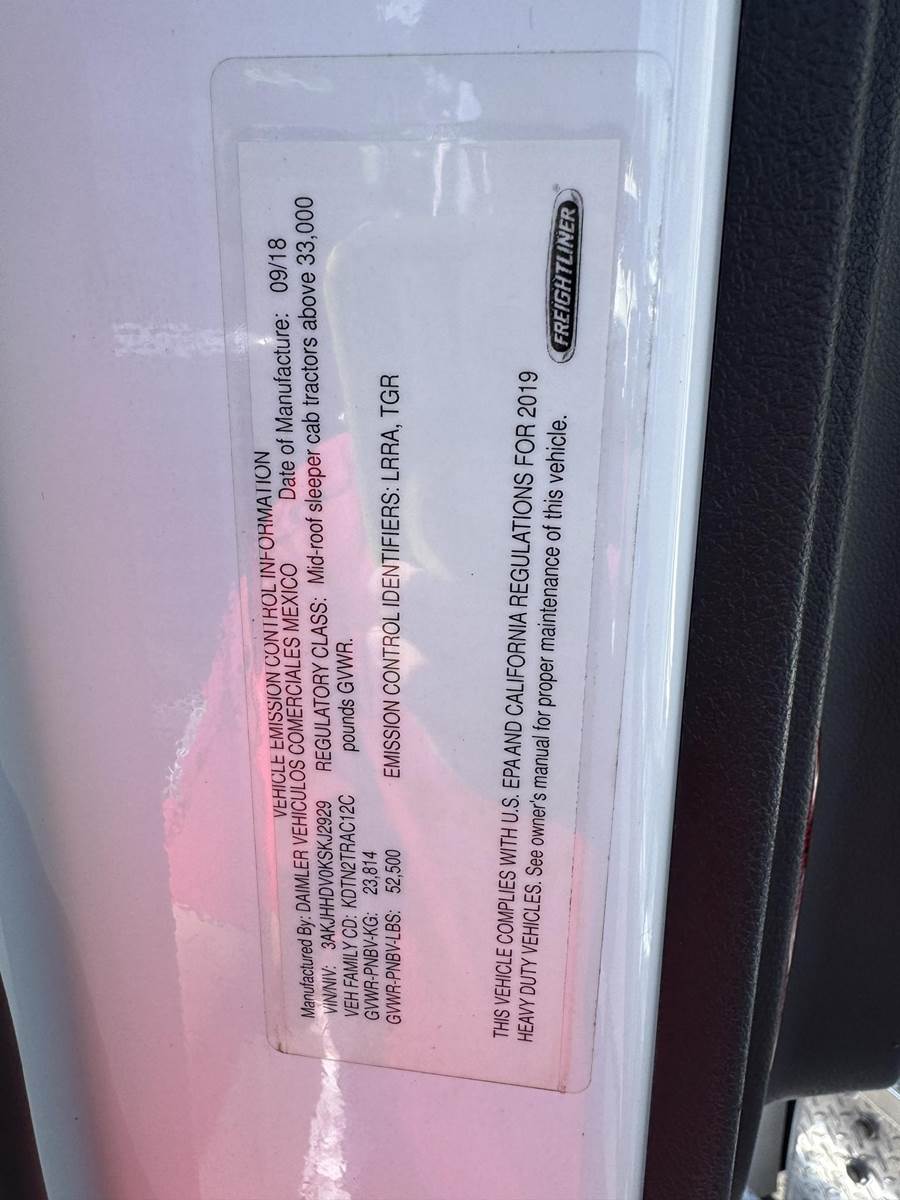 VEHICLE EMISSION CONTROL INFORMATION
Manufactured By: DAIMLER VEHICULOS COMERCIALES MEXICO Date of Manufacture: 09/18
VIN/NIV: 3AKJHHDV0KSKJ2929 REGULATORY CLASS: Mid-roof sleeper cab tractors above 33,000
VEH FAMILY CD: KDTN2TRAC12C pounds GVWR.
GVWR-PNBV-KG: 23,814
GVWR-PNBV-LBS: 52,500 EMISSION CONTROL IDENTIFIERS: LRRA, TGR
THIS VEHICLE COMPLIES WITH U.S. EPA AND CALIFORNIA REGULATIONS FOR 2019
HEAVY DUTY VEHICLES. See owner's manual for proper maintenance of this vehicle.
FREIGHTLINER®